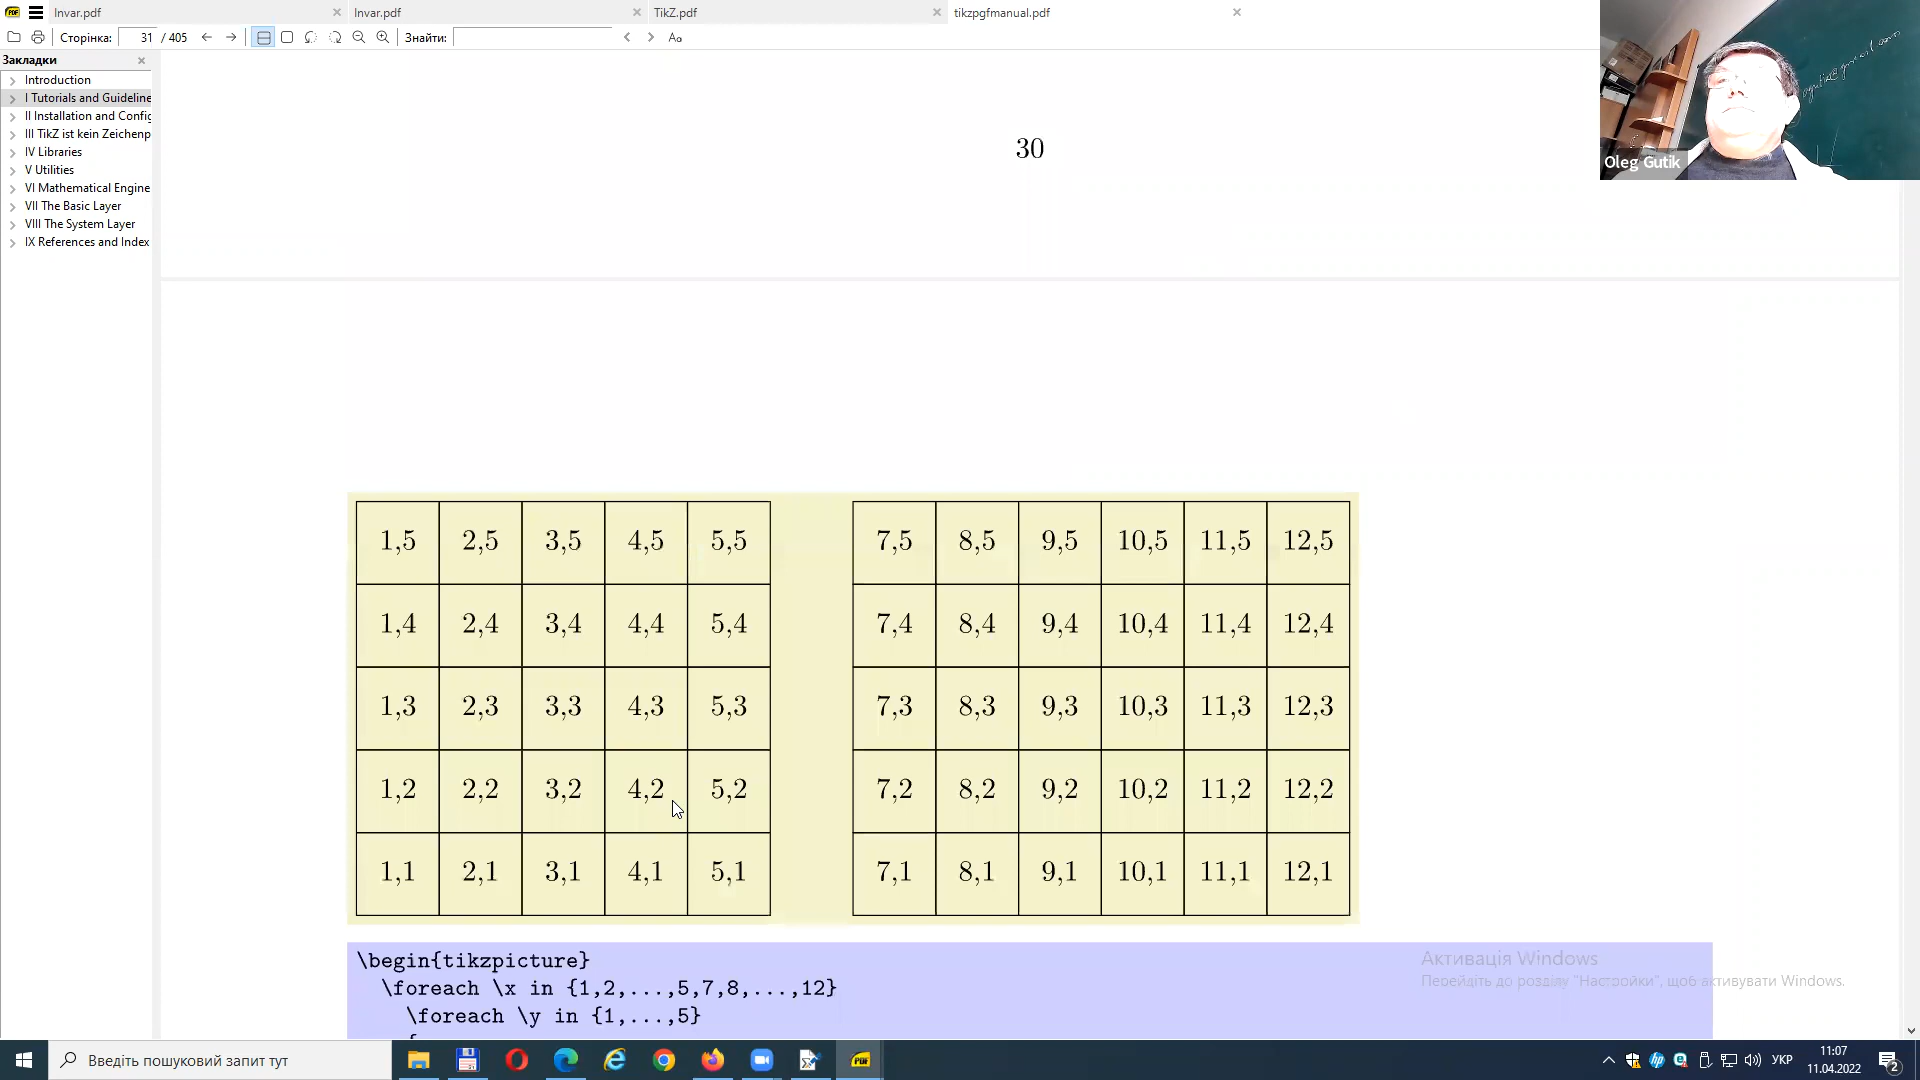 Invar.pdf
Invar.pdf
TikZ.pdf
tikzpgfmanual.pdf
Сторінка: 31 / 405
Знайти:
Закладки
Introduction
I Tutorials and Guideline
II Installation and Config
III TikZ ist kein Zeichenp
IV Libraries
V Utilities
VI Mathematical Engine
VII The Basic Layer
VIII The System Layer
IX References and Index
30
Oleg Gutik
1,5 2,5 3,5 4,5 5,5 7,5 8,5 9,5 10,5 11,5 12,5
1,4 2,4 3,4 4,4 5,4 7,4 8,4 9,4 10,4 11,4 12,4
1,3 2,3 3,3 4,3 5,3 7,3 8,3 9,3 10,3 11,3 12,3
1,2 2,2 3,2 4,2 5,2 7,2 8,2 9,2 10,2 11,2 12,2
1,1 2,1 3,1 4,1 5,1 7,1 8,1 9,1 10,1 11,1 12,1
\begin{tikzpicture}
\foreach \x in {1,2,...,5,7,8,...,12}
\foreach \y in {1,...,5}
{
Активація Windows
Перейдіть до розділу "Настройки", щоб активувати Windows.
Введіть пошуковий запит тут
PDF
УКР
11:07
11.04.2022
2